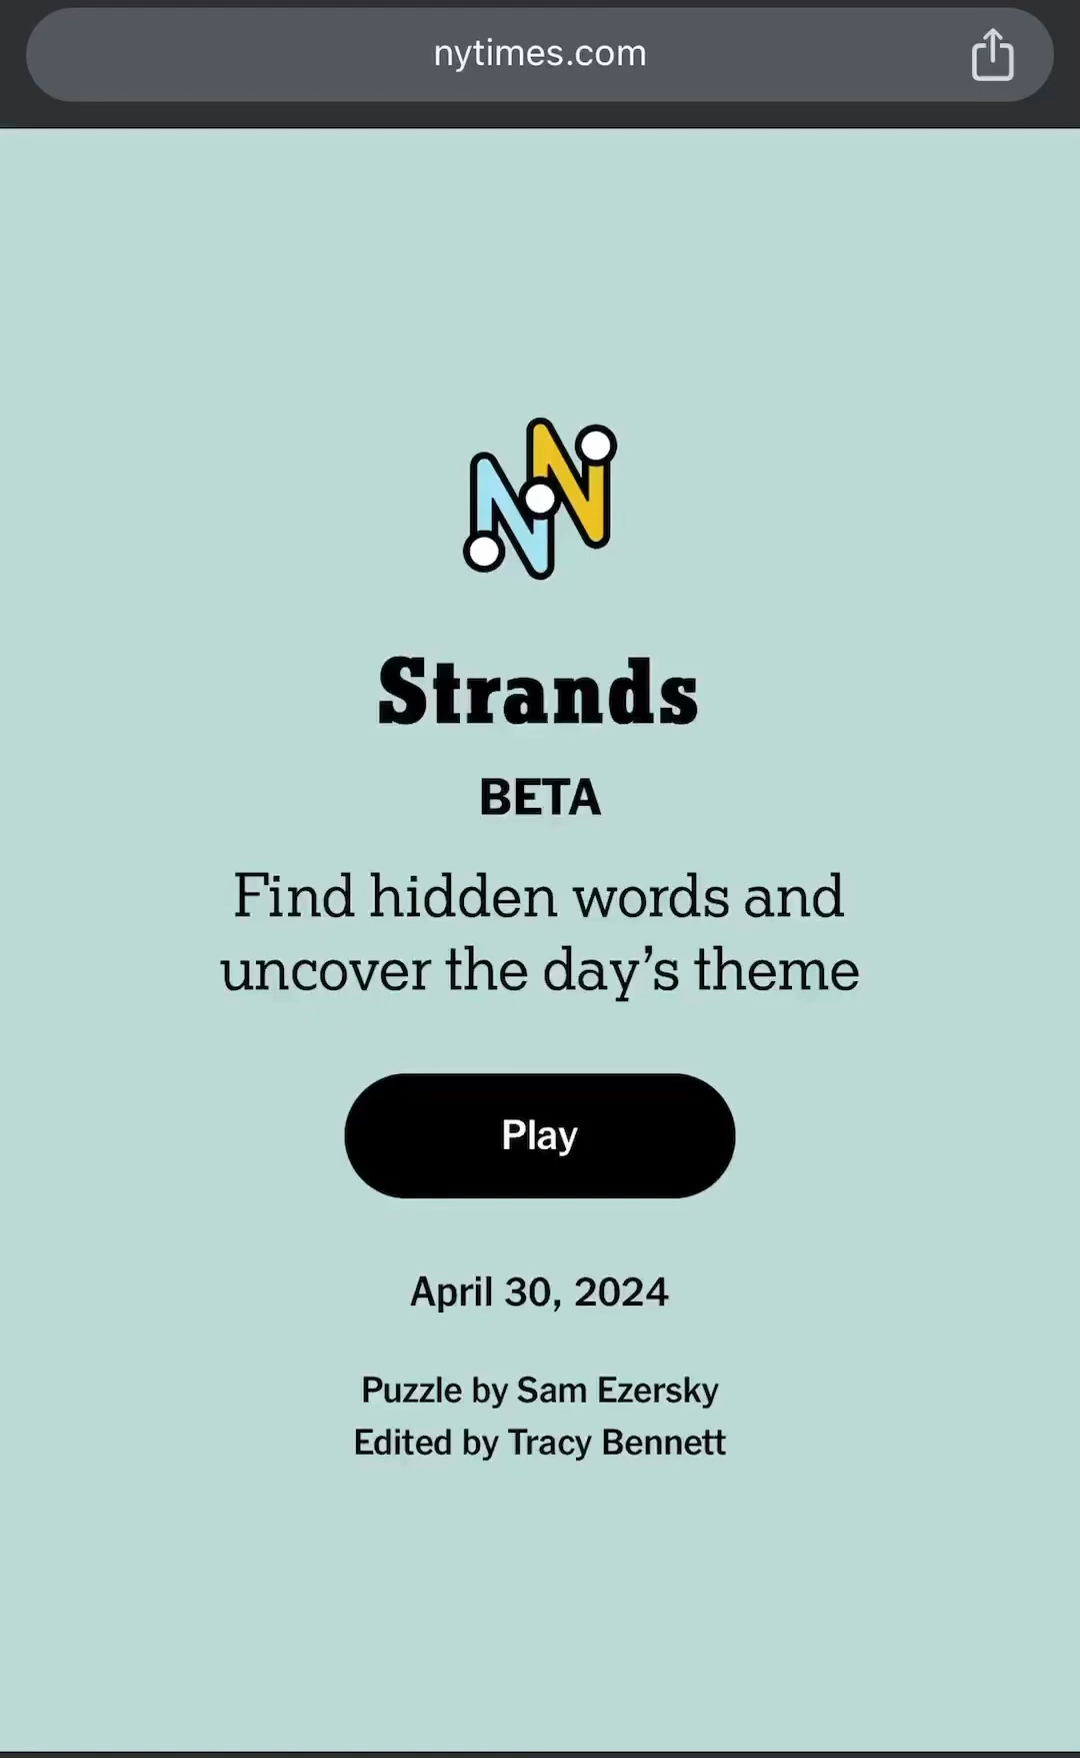 nytimes.com
Strands
BETA
Find hidden words and
uncover the day’s theme
Play
April 30, 2024
Puzzle by Sam Ezersky
Edited by Tracy Bennett